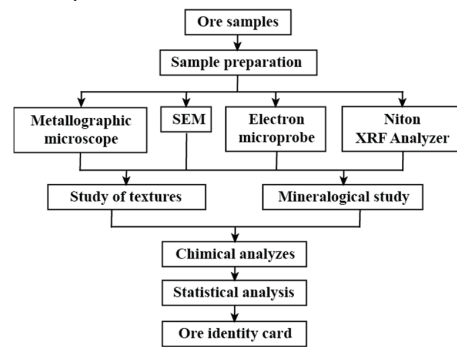 Ore samples
Sample preparation
Metallographic
microscope
SEM
Electron
microprobe
Niton
XRF Analyzer
Study of textures
Mineralogical study
Chimical analyzes
Statistical analysis
Ore identity card